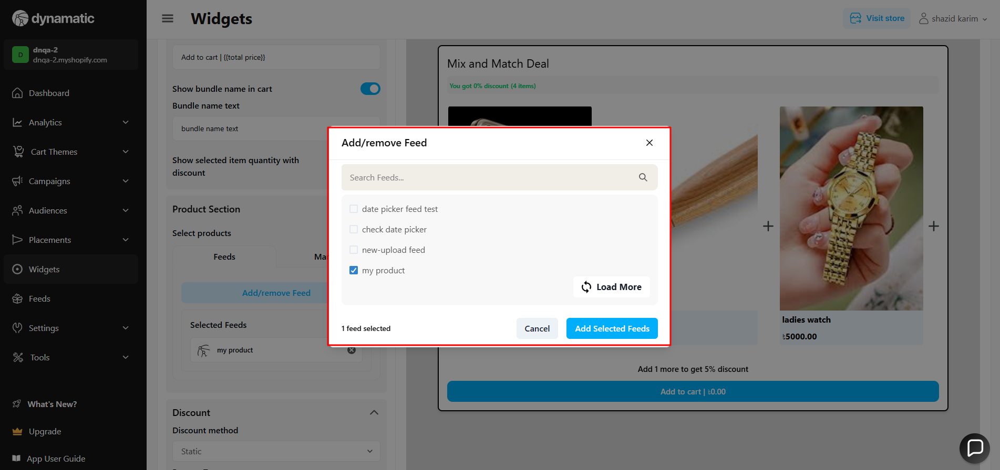 dynamatic
Widgets
Visit store
shazid karim
D
dnqa-2
dnqa-2.myshopify.com
Dashboard
Analytics
Cart Themes
Campaigns
Audiences
Placements
Widgets
Feeds
Settings
Tools
What's New?
Upgrade
App User Guide
Add to cart | {{total price}}
Show bundle name in cart
Bundle name text
bundle name text
Show selected item quantity with
discount
Product Section
Select products
Feeds
Add/remove Feed
Selected Feeds
my product
Discount
Discount method
Static
Add/remove Feed
Search Feeds...
date picker feed test
check date picker
new-upload feed
my product
Load More
1 feed selected
Cancel
Add Selected Feeds
Mix and Match Deal
You got 0% discount (4 items)
ladies watch
৳5000.00
Add 1 more to get 5% discount
Add to cart | ৳0.00